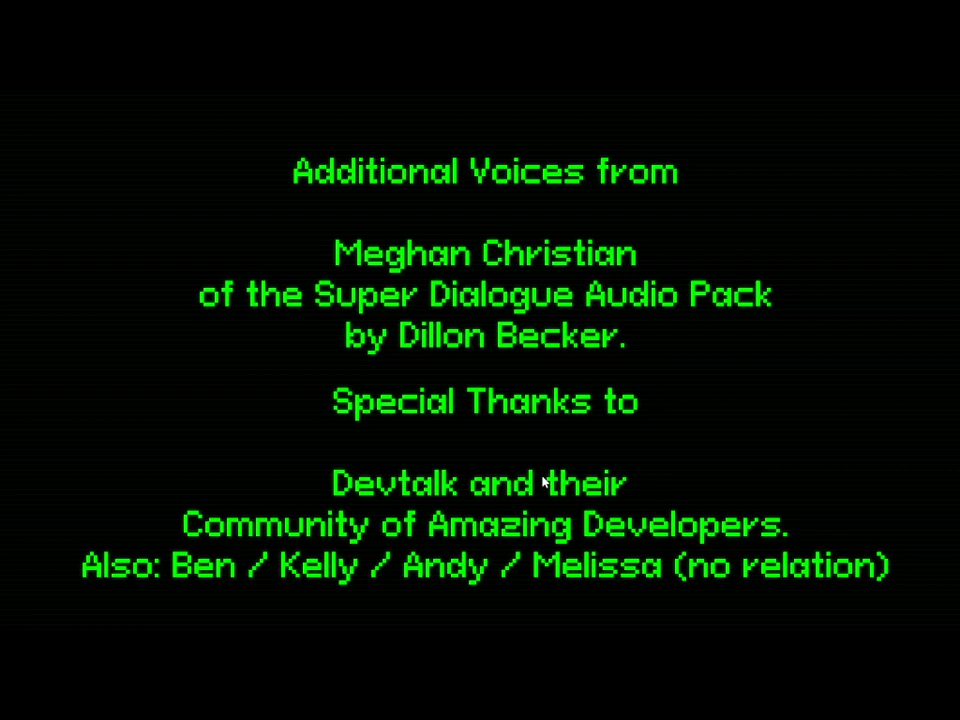 Additional Voices from
Meghan Christian
of the Super Dialogue Audio Pack
by Dillon Becker.
Special Thanks to
Devtalk and their
Community of Amazing Developers.
Also: Ben / Kelly / Andy / Melissa (no relation)